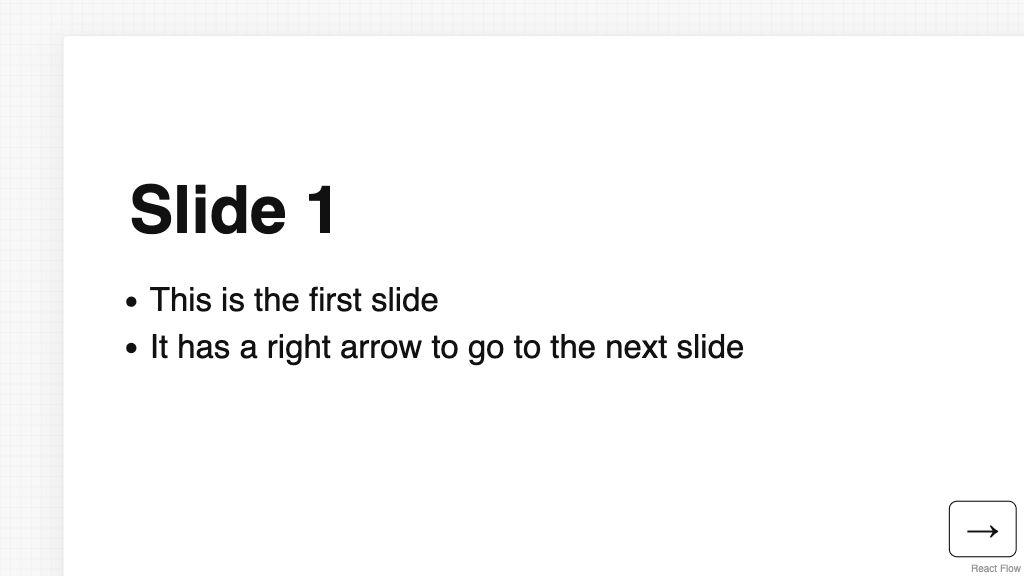 Slide 1
• This is the first slide
• It has a right arrow to go to the next slide
→
React Flow